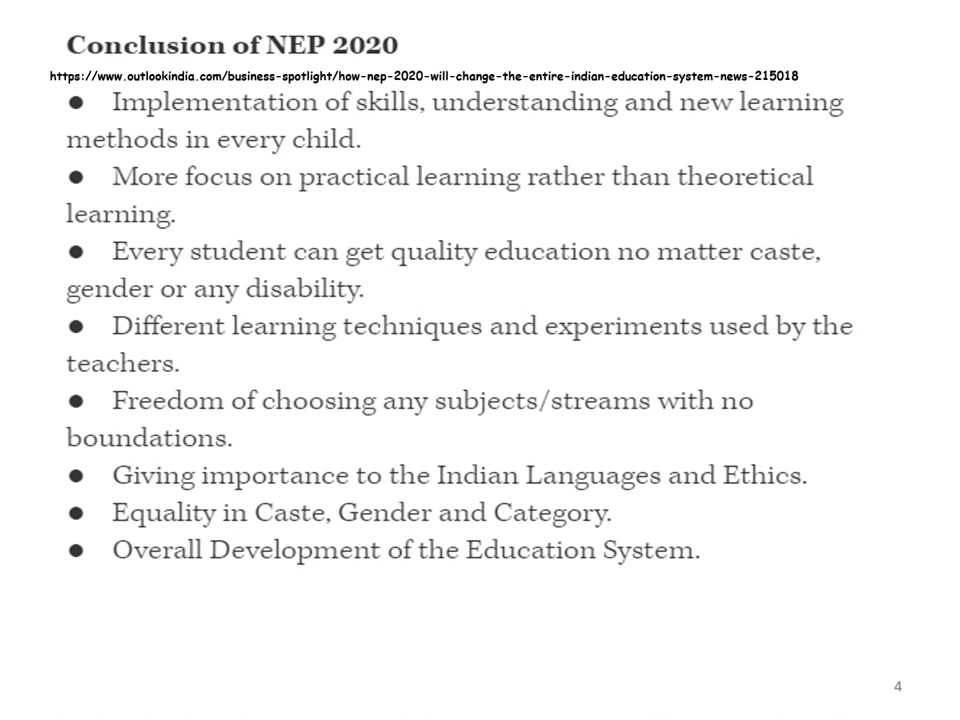 Conclusion of NEP 2020
https://www.outlookindia.com/business-spotlight/how-nep-2020-will-change-the-entire-indian-education-system-news-215018
● Implementation of skills, understanding and new learning
methods in every child.
● More focus on practical learning rather than theoretical
learning.
● Every student can get quality education no matter caste,
gender or any disability.
● Different learning techniques and experiments used by the
teachers.
● Freedom of choosing any subjects/streams with no
boundations.
● Giving importance to the Indian Languages and Ethics.
● Equality in Caste, Gender and Category.
● Overall Development of the Education System.
4